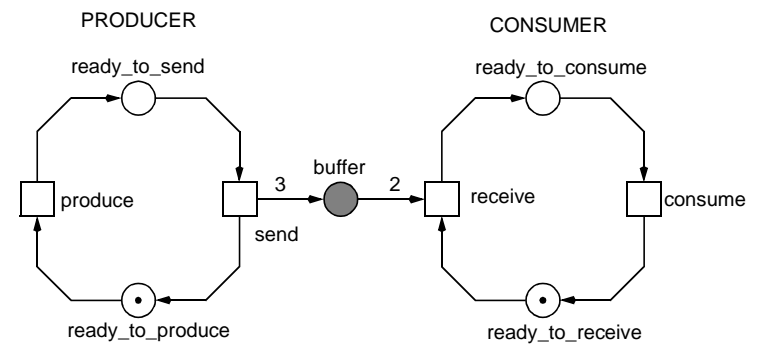 PRODUCER
CONSUMER
ready_to_send
ready_to_consume
buffer
3
2
produce
receive
consume
send
ready_to_produce
ready_to_receive